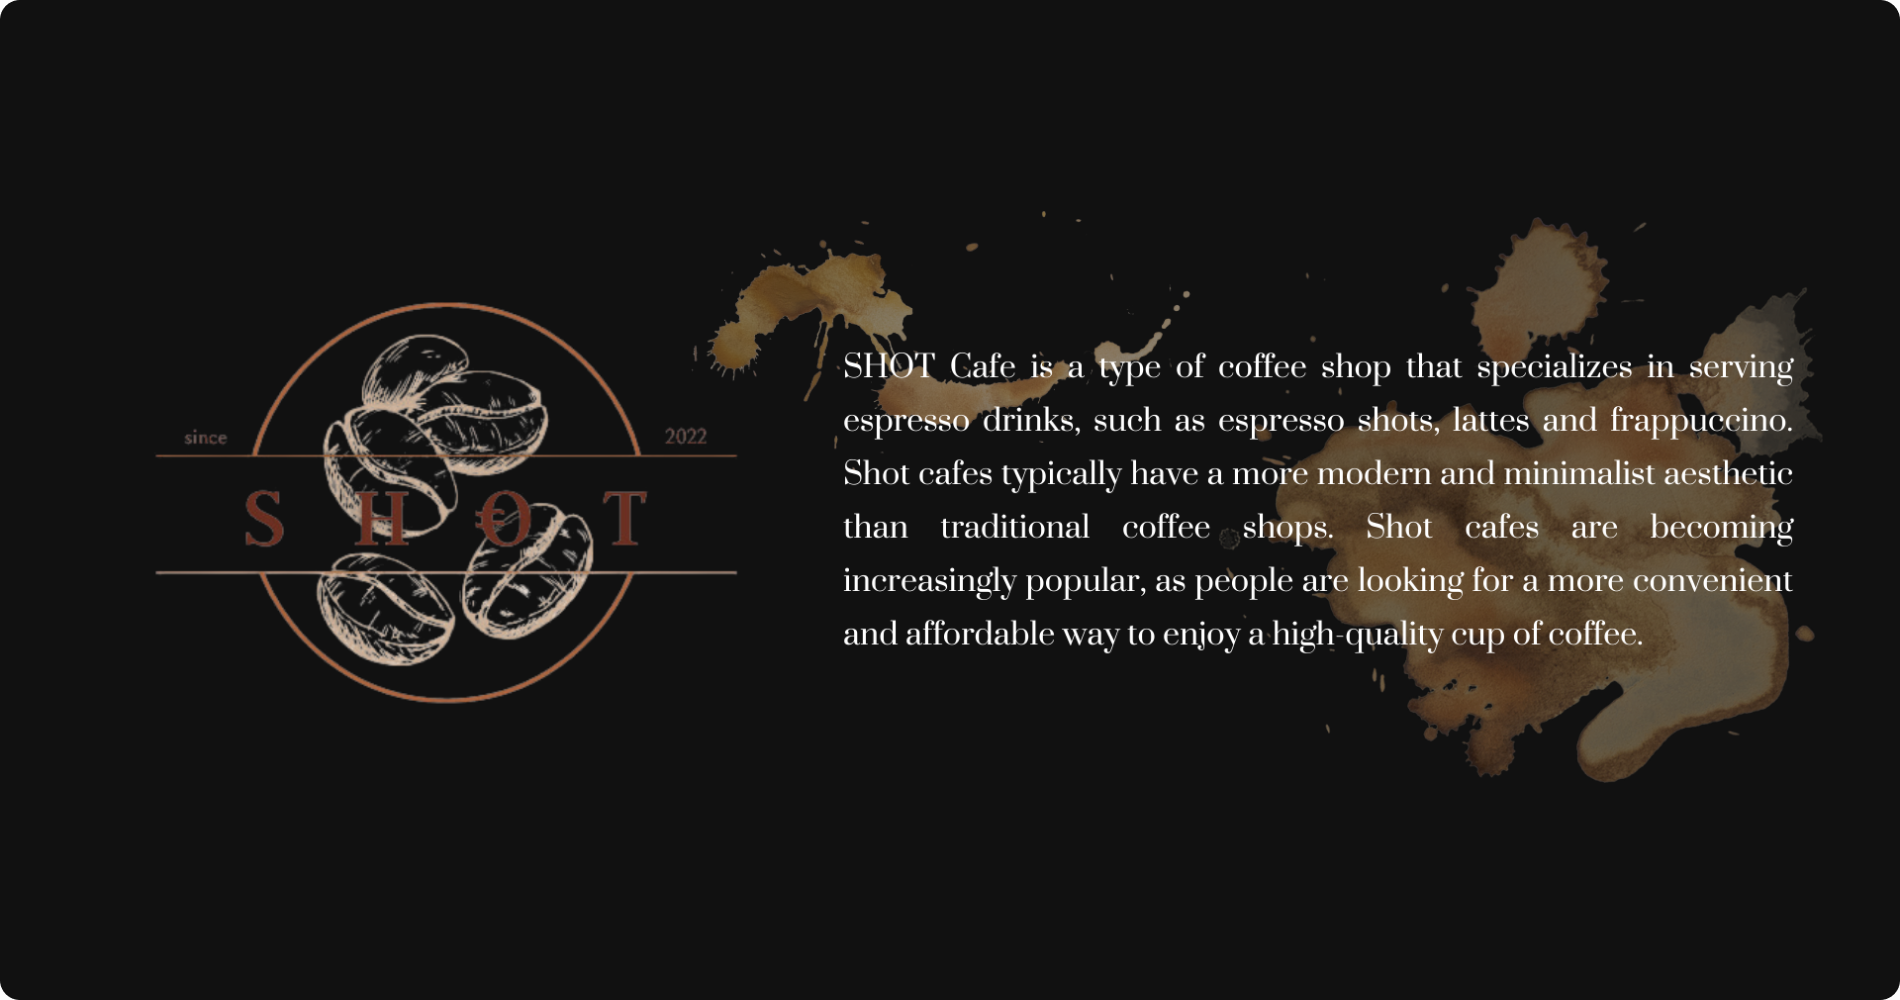 since
2022
S H O T
SHOT Cafe is a type of coffee shop that specializes in serving
espresso drinks, such as espresso shots, lattes and frappuccino.
Shot cafes typically have a more modern and minimalist aesthetic
than traditional coffee shops. Shot cafes are becoming
increasingly popular, as people are looking for a more convenient
and affordable way to enjoy a high-quality cup of coffee.